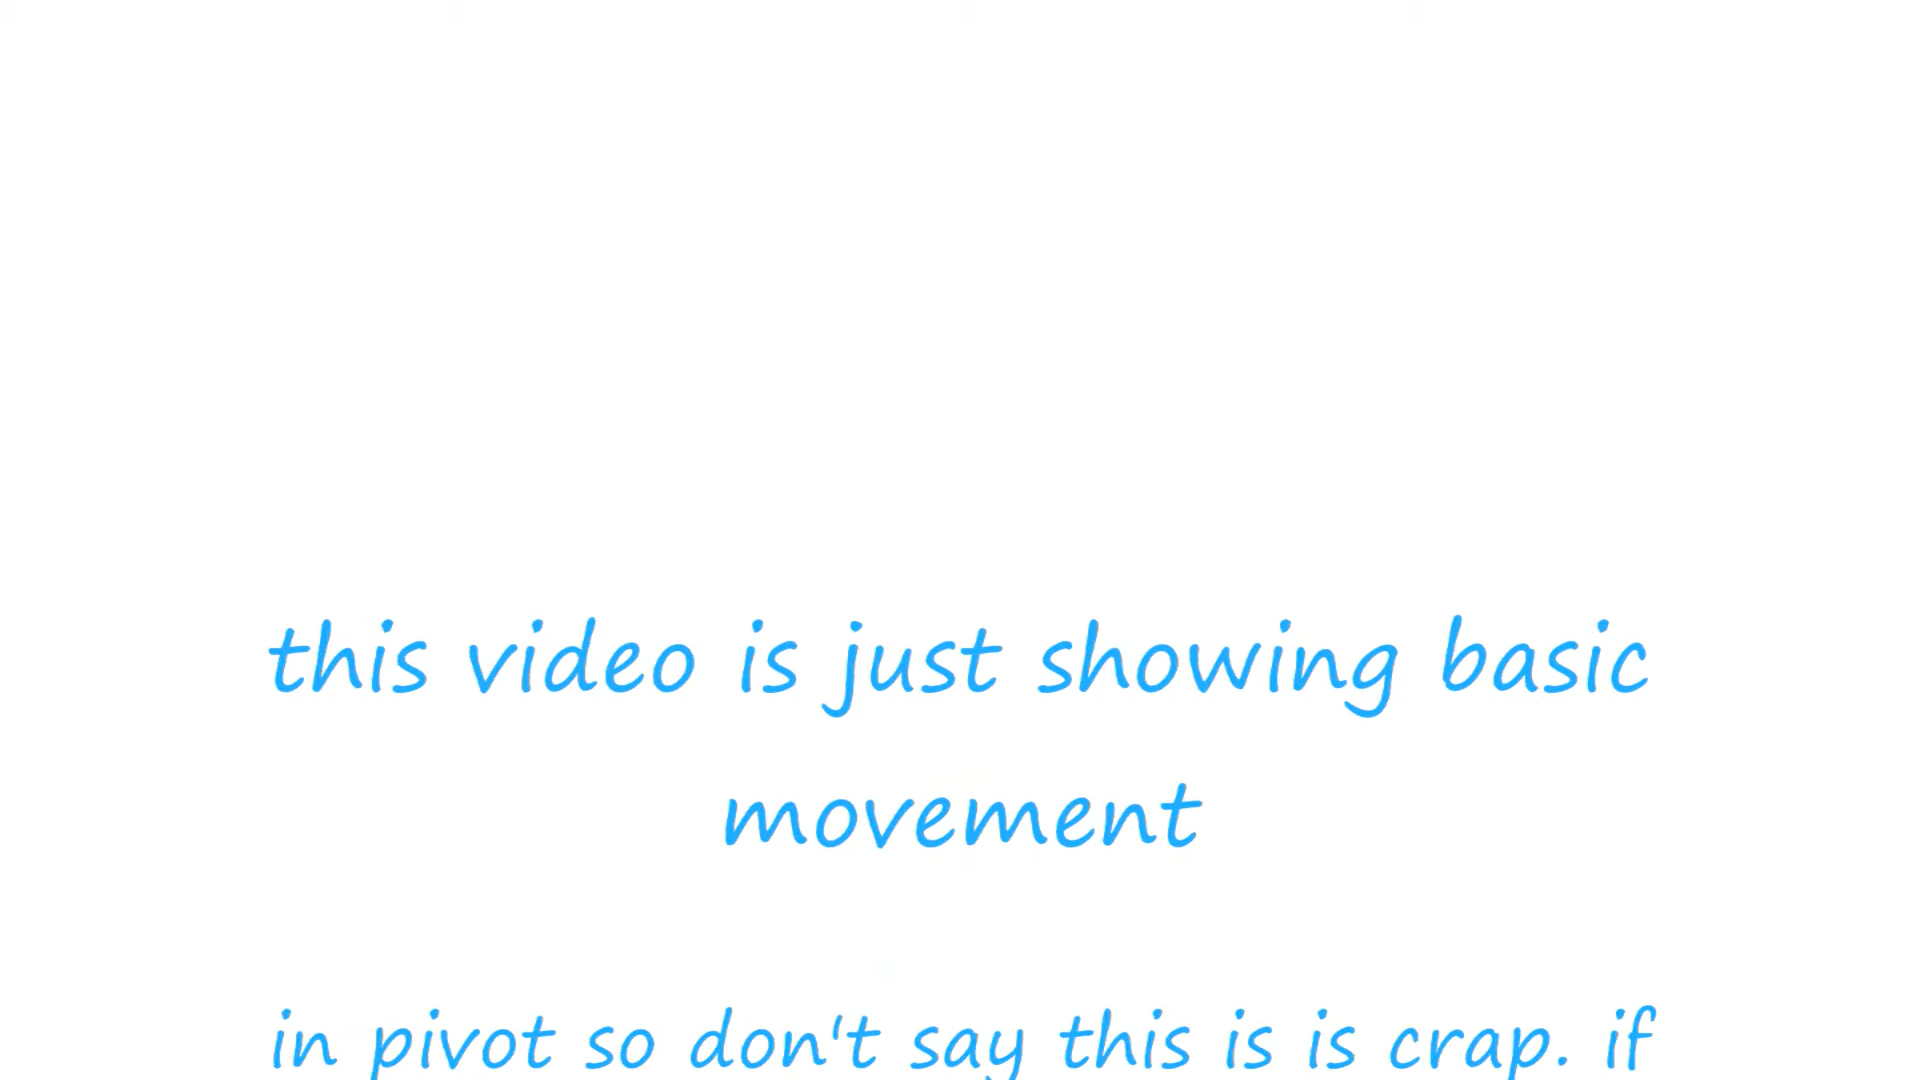 this video is just showing basic
movement
in pivot so don't say this is is crap. if